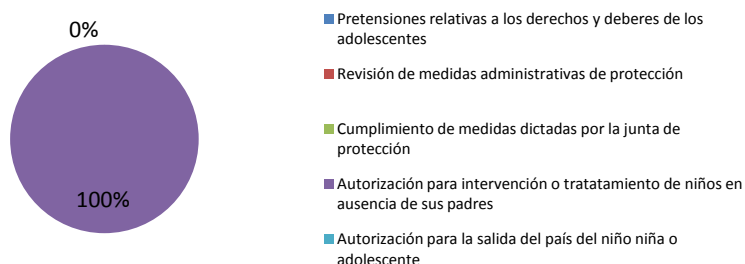 0%
100%
Pretensiones relativas a los derechos y deberes de los
adolescentes
Revisión de medidas administrativas de protección
Cumplimiento de medidas dictadas por la junta de
protección
Autorización para intervención o tratatamiento de niños en
ausencia de sus padres
Autorización para la salida del país del niño niña o
adolescente